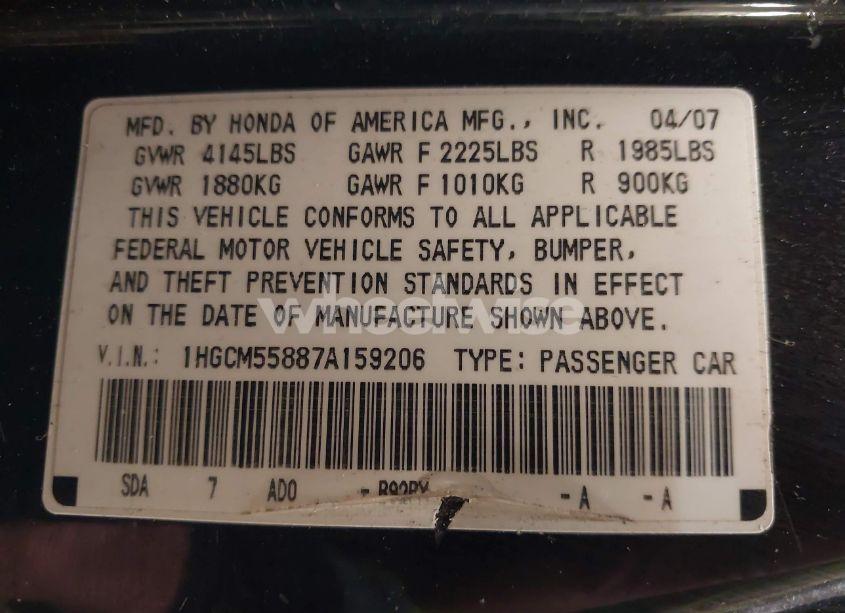 MFD. BY HONDA OF AMERICA MFG., INC. 04/07
GVWR 4145LBS GAWR F 2225LBS R 1985LBS
GVWR 1880KG GAWR F 1010KG R 900KG
THIS VEHICLE CONFORMS TO ALL APPLICABLE
FEDERAL MOTOR VEHICLE SAFETY, BUMPER,
AND THEFT PREVENTION STANDARDS IN EFFECT
ON THE DATE OF MANUFACTURE SHOWN ABOVE.
wheelwise
V.I.N.: 1HGCM55887A159206 TYPE: PASSENGER CAR
SDA 7 AD0 - - A - A